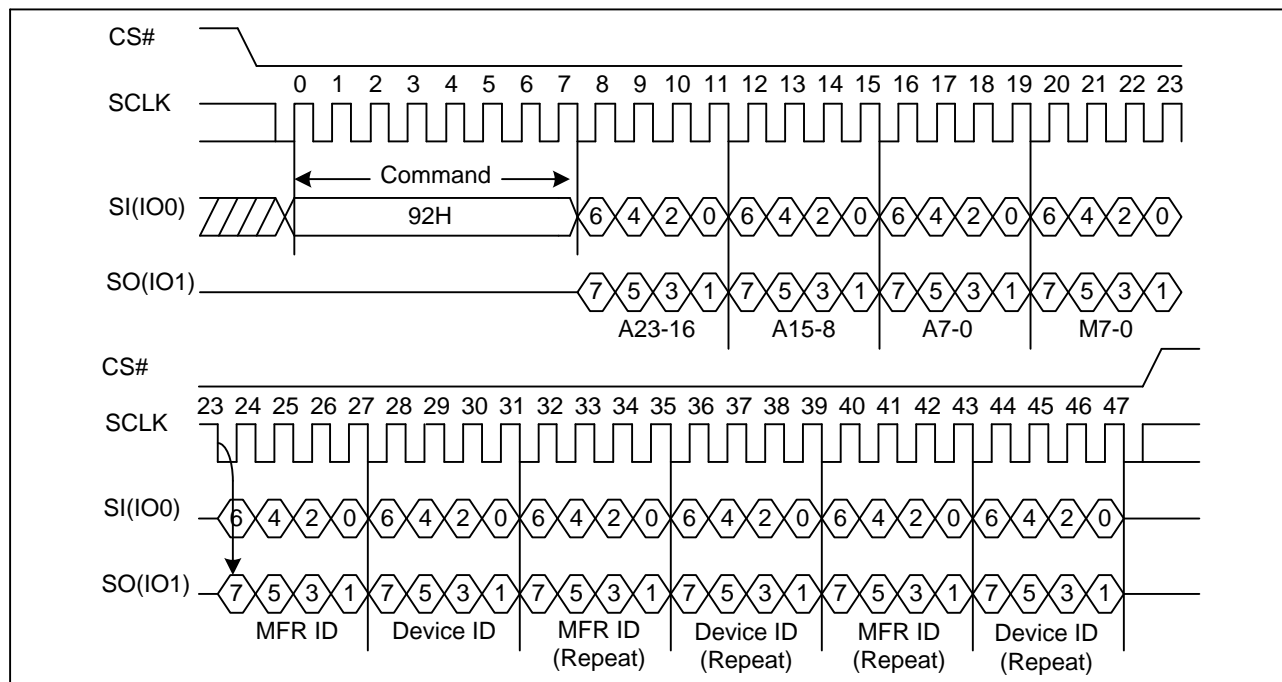 CS#
0 1 2 3 4 5 6 7 8 9 10 11 12 13 14 15 16 17 18 19 20 21 22 23
SCLK
Command
SI(IO0)
92H
6 4 2 0 6 4 2 0 6 4 2 0 6 4 2 0
SO(IO1)
7 5 3 1 7 5 3 1 7 5 3 1 7 5 3 1
A23-16 A15-8 A7-0 M7-0
CS#
23 24 25 26 27 28 29 30 31 32 33 34 35 36 37 38 39 40 41 42 43 44 45 46 47
SCLK
SI(IO0)
6 4 2 0 6 4 2 0 6 4 2 0 6 4 2 0 6 4 2 0 6 4 2 0
SO(IO1)
7 5 3 1 7 5 3 1 7 5 3 1 7 5 3 1 7 5 3 1 7 5 3 1
MFR ID Device ID MFR ID Device ID MFR ID Device ID
(Repeat) (Repeat) (Repeat) (Repeat)